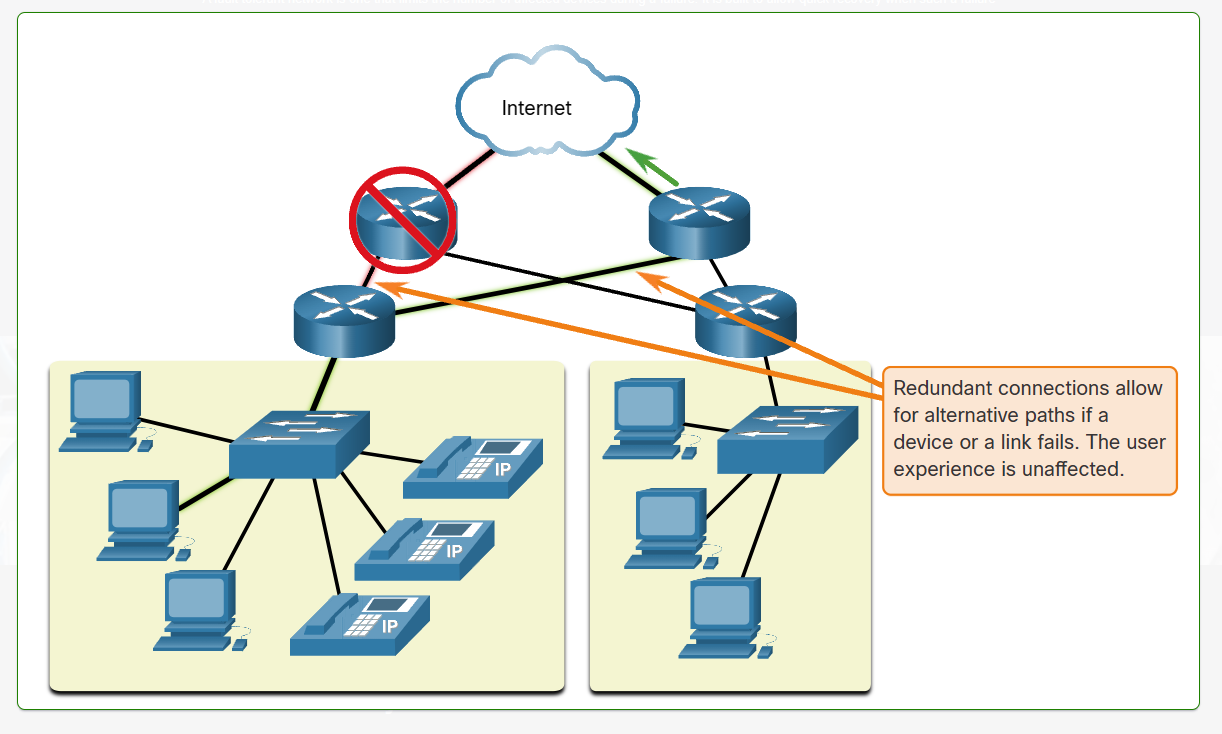 Internet
Redundant connections allow
for alternative paths if a
device or a link fails. The user
experience is unaffected.
IP
IP
IP